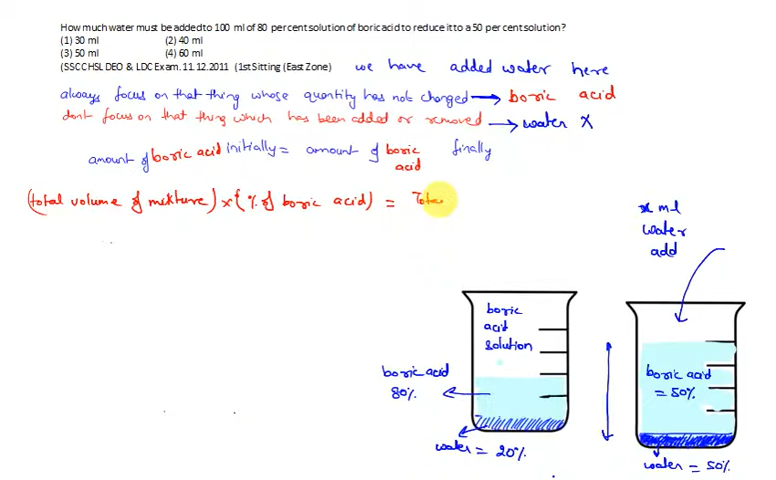 How much water must be added to 100 ml of 80 per cent solution of boric acid to reduce it to a 50 per cent solution?
(1) 30 ml (2) 40 ml
(3) 50 ml (4) 60 ml
(SSC CHSL DEO & LDC Exam. 11.12.2011 (1st Sitting (East Zone)
we have added water here
always focus on that thing whose quantity has not changed → boric acid
dont focus on that thing which has been added or removed → water X
amount of boric acid initially = amount of boric acid finally
(total volume of mixture) x (% of boric acid) = Tota
x ml
water
add
boric
acid
solution
boric acid
80%
water = 20%
boric acid
= 50%
water = 50%